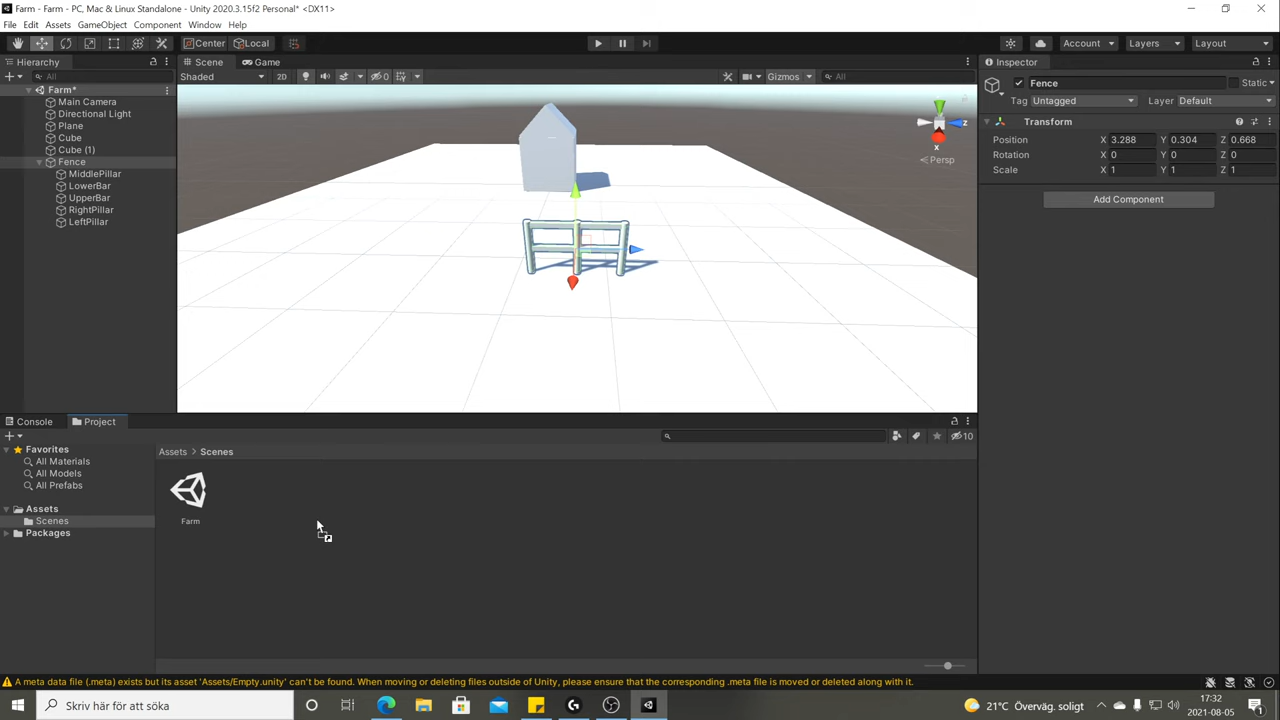 Farm - Farm - PC, Mac & Linux Standalone - Unity 2020.3.15f2 Personal* <DX11>
File Edit Assets GameObject Component Window Help
Center Local Account Layers Layout
Hierarchy Scene Game Inspector
All Shaded 2D Gizmos All Fence Static
Farm*
Main Camera
Directional Light
Plane
Cube
Cube (1)
Fence
MiddlePillar
LowerBar
UpperBar
RightPillar
LeftPillar
z
x
Persp
Tag Untagged Layer Default
Transform
Position X 3.288 Y 0.304 Z 0.668
Rotation X 0 Y 0 Z 0
Scale X 1 Y 1 Z 1
Add Component
Console Project
10
Favorites
All Materials
All Models
All Prefabs
Assets
Scenes
Packages
Assets > Scenes
Farm
A meta data file (.meta) exists but its asset 'Assets/Empty.unity' can't be found. When moving or deleting files outside of Unity, please ensure that the corresponding .meta file is moved or deleted along with it.
Skriv här för att söka
21°C Överväg. soligt
17:32
2021-08-05
1